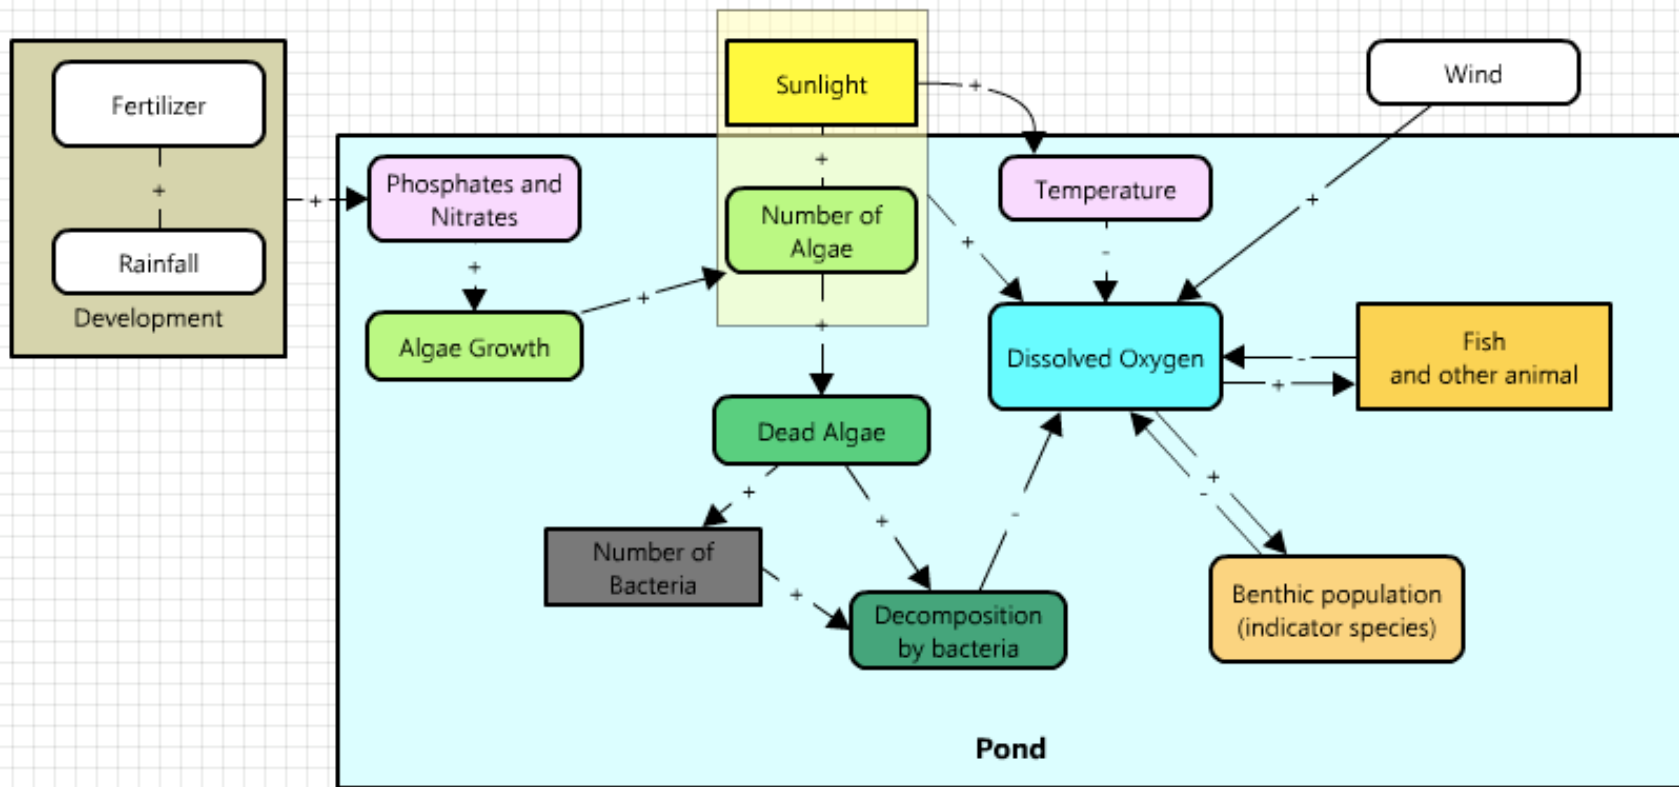 Fertilizer
+
Rainfall
Development
+
Phosphates and
Nitrates
+
Algae Growth
+
Sunlight
+
Number of
Algae
+
+
Temperature
-
Wind
+
+
Dissolved Oxygen
-
+
Fish
and other animal
+
Dead Algae
+
+
Number of
Bacteria
+
Decomposition
by bacteria
-
+
-
Benthic population
(indicator species)
Pond